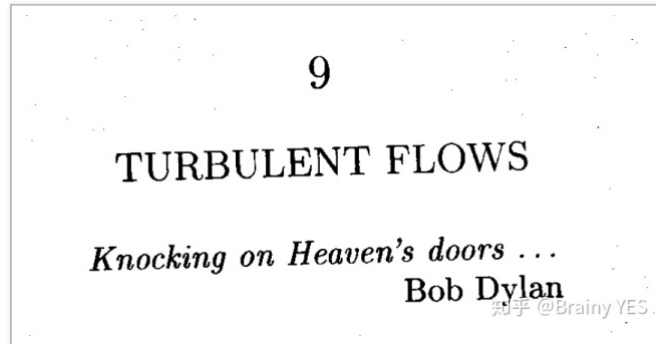 9
TURBULENT FLOWS
Knocking on Heaven's doors ...
Bob Dylan
知乎 @Brainy YES